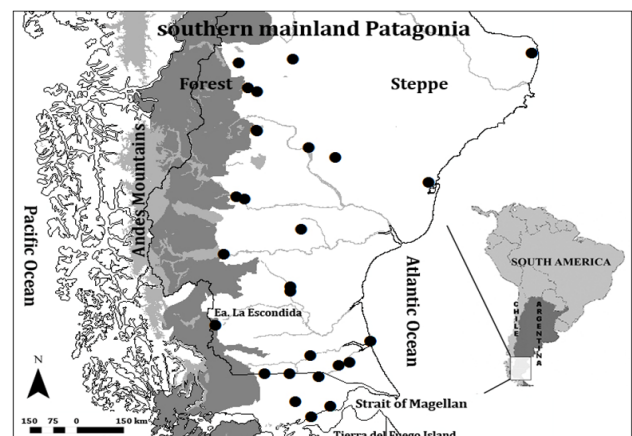 southern mainland Patagonia
Forest
Steppe
Andes Mountains
Pacific Ocean
SOUTH AMERICA
Atlantic Ocean
CHILE
ARGENTINA
Ea. La Escondida
N
Strait of Magellan
150 75 0 150 km
Tierra del Fuego Island